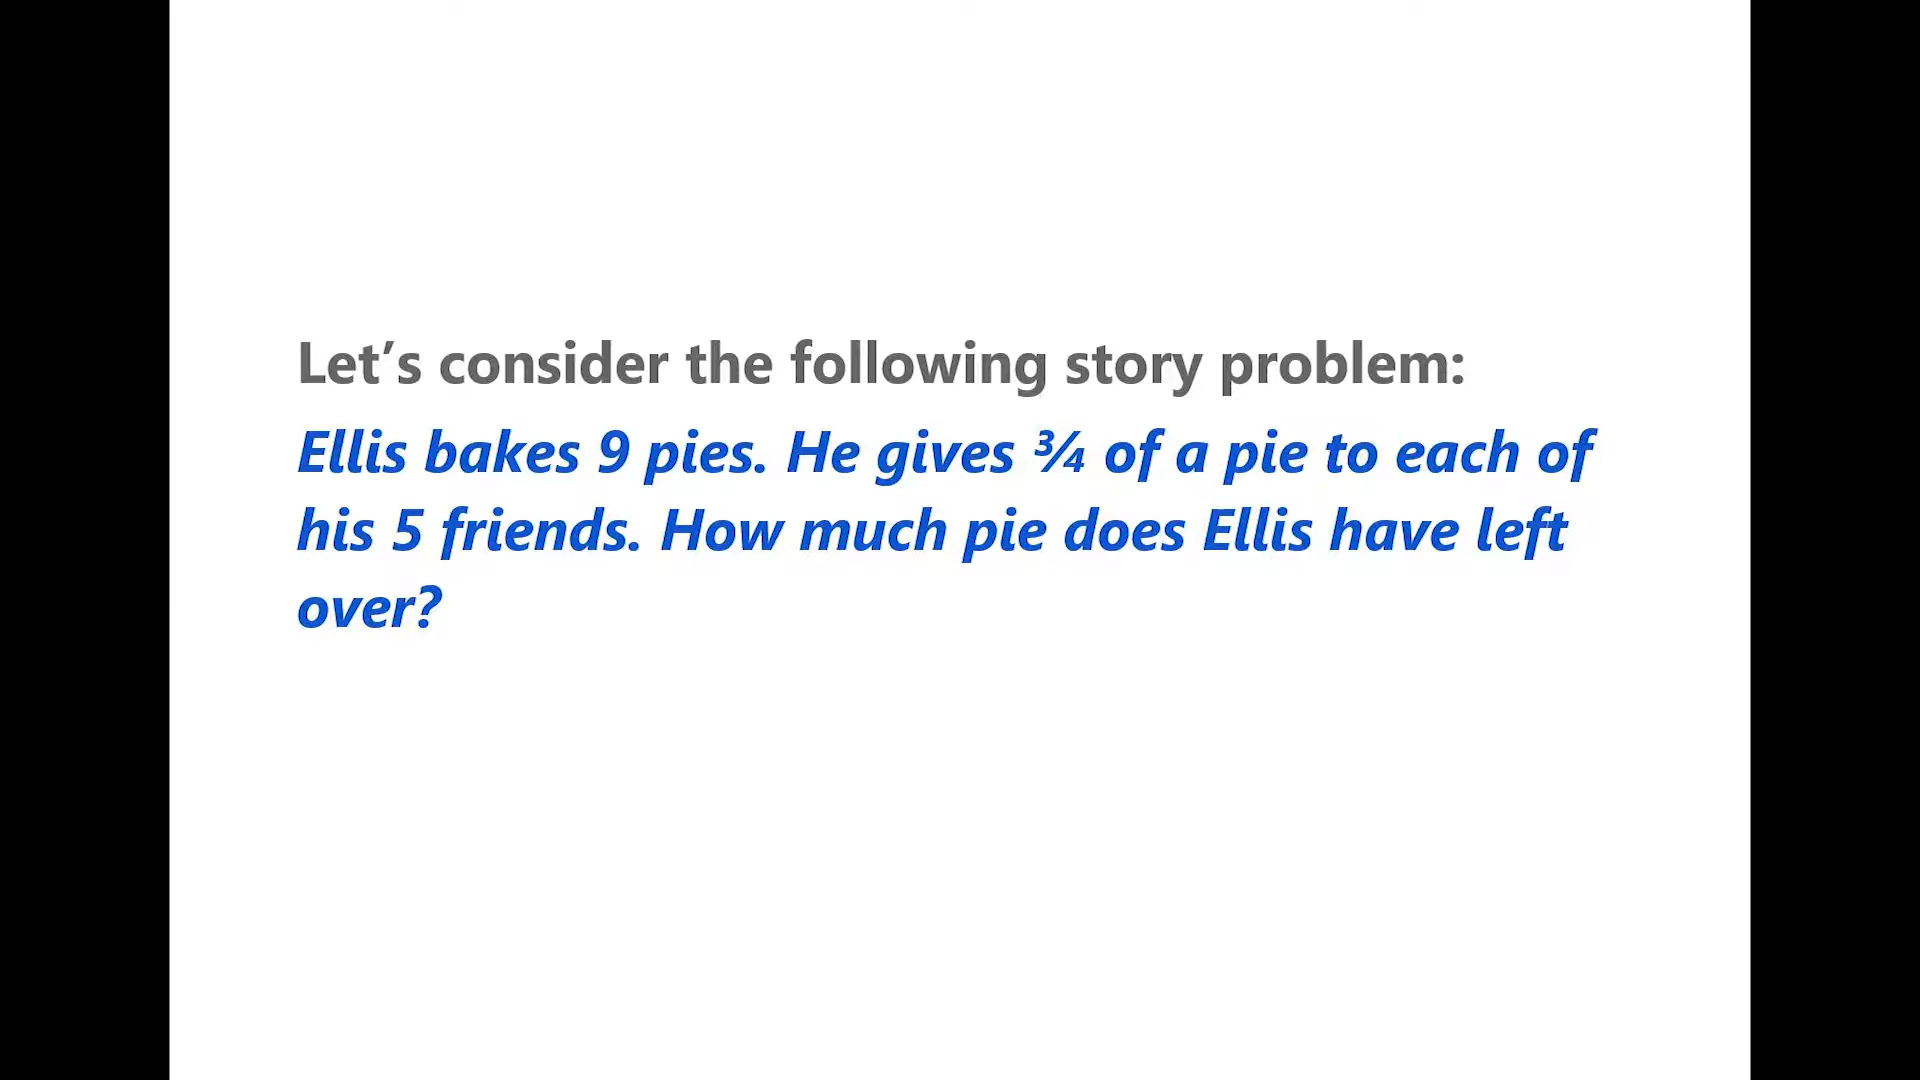 Let’s consider the following story problem:
Ellis bakes 9 pies. He gives ¾ of a pie to each of
his 5 friends. How much pie does Ellis have left
over?